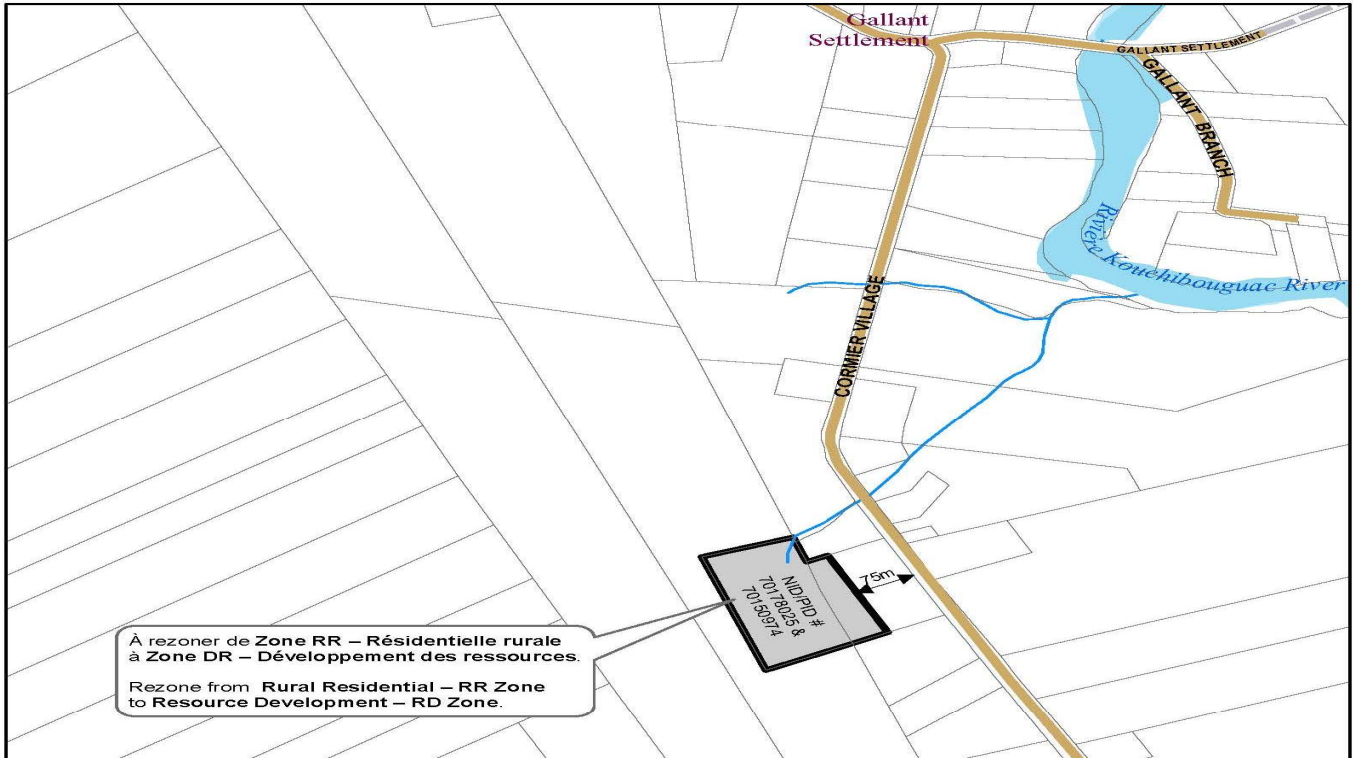 Gallant
Settlement
GALLANT SETTLEMENT
GALLANT BRANCH
Rivière Kouchibouguac River
CORMIER VILLAGE
75m
NID/PID #
70178025 &
70150974
À rezoner de Zone RR – Résidentielle rurale
à Zone DR – Développement des ressources.
Rezone from Rural Residential – RR Zone
to Resource Development – RD Zone.